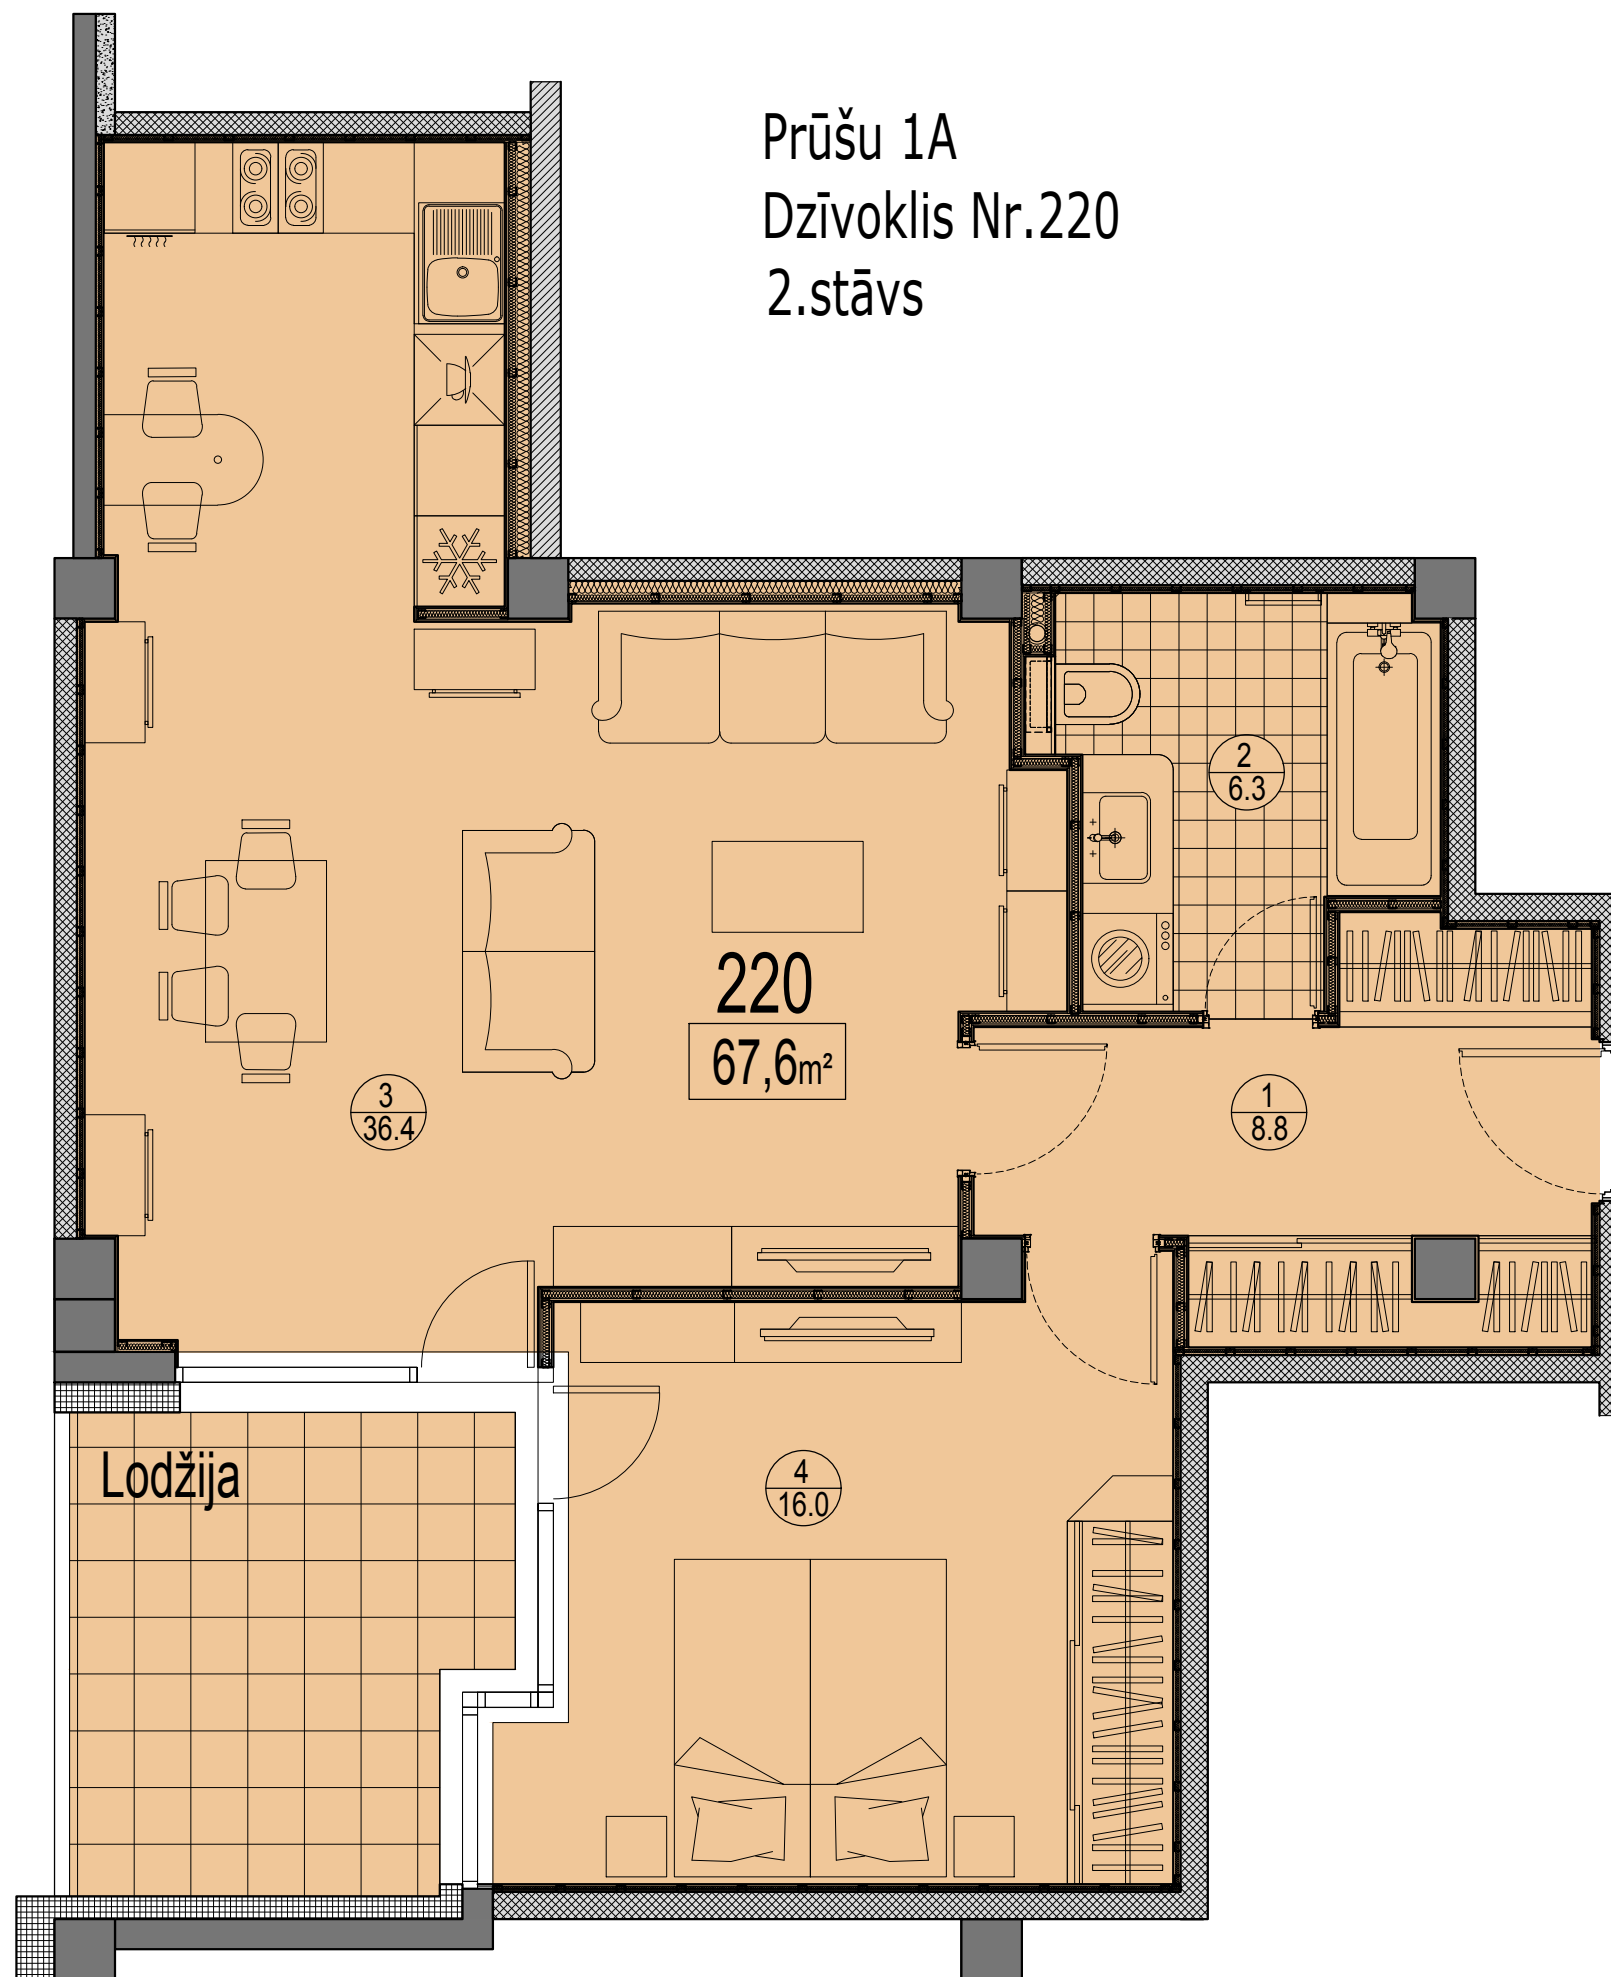 Prūšu 1A
Dzīvoklis Nr.220
2.stāvs
2
6.3
220
67,6m²
3
36.4
1
8.8
Lodžija
4
16.0